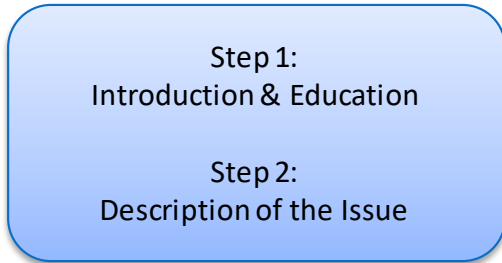 Step 1:
Introduction & Education
Step 2:
Description of the Issue